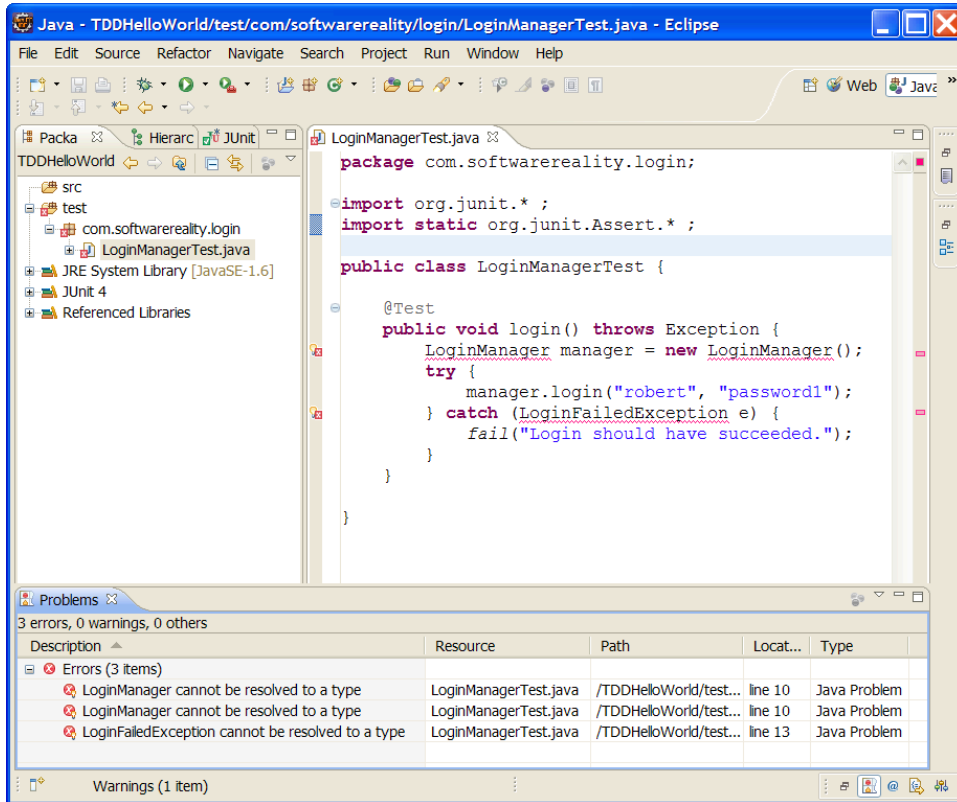 Java - TDDHelloWorld/test/com/softwarereality/login/LoginManagerTest.java - Eclipse
File Edit Source Refactor Navigate Search Project Run Window Help
Web Java »
Packa Hierarc JUnit
TDDHelloWorld
src
test
com.softwarereality.login
LoginManagerTest.java
JRE System Library [JavaSE-1.6]
JUnit 4
Referenced Libraries
LoginManagerTest.java
package com.softwarereality.login;
import org.junit.* ;
import static org.junit.Assert.* ;
public class LoginManagerTest {
@Test
public void login() throws Exception {
LoginManager manager = new LoginManager();
try {
manager.login("robert", "password1");
} catch (LoginFailedException e) {
fail("Login should have succeeded.");
}
}
}
Problems
3 errors, 0 warnings, 0 others
Description Resource Path Locat... Type
Errors (3 items)
LoginManager cannot be resolved to a type LoginManagerTest.java /TDDHelloWorld/test... line 10 Java Problem
LoginManager cannot be resolved to a type LoginManagerTest.java /TDDHelloWorld/test... line 10 Java Problem
LoginFailedException cannot be resolved to a type LoginManagerTest.java /TDDHelloWorld/test... line 13 Java Problem
Warnings (1 item)